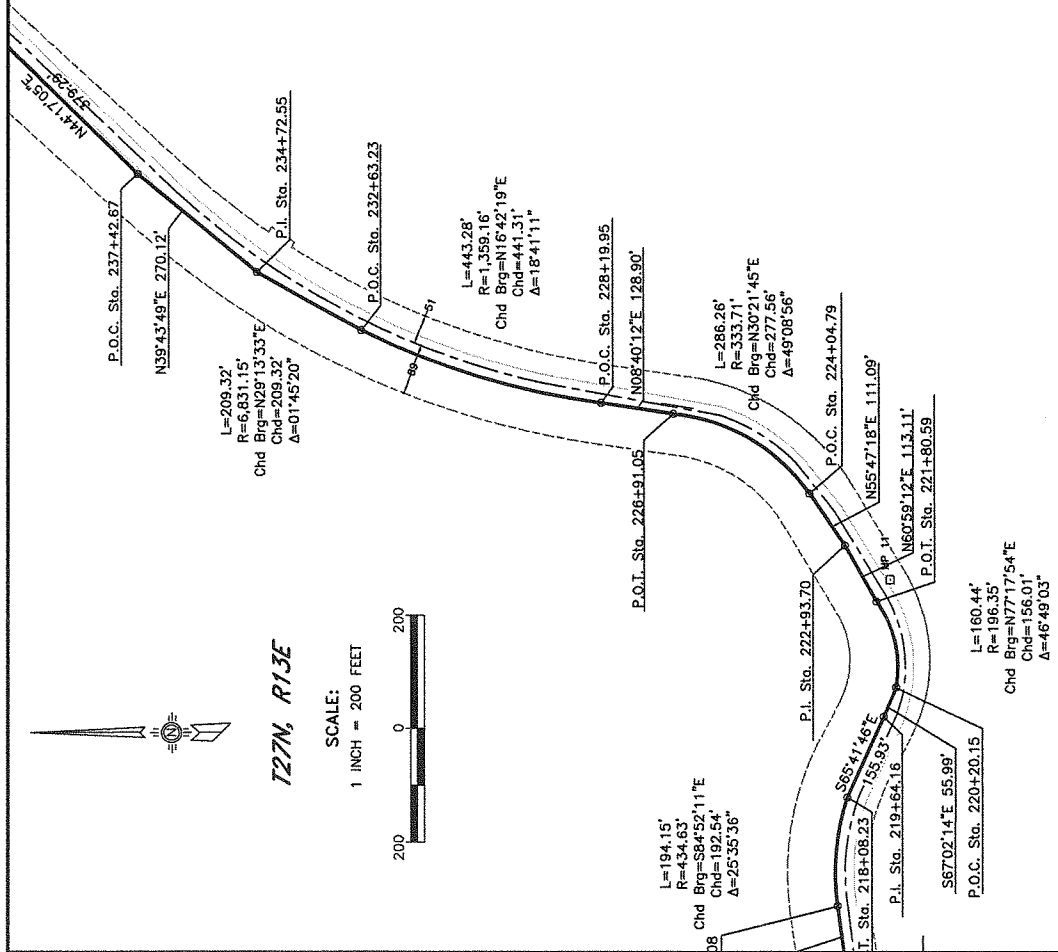 N44°17'05"E
379.29'
P.O.C. Sta. 237+42.67
N39°43'49"E 270.12'
P.I. Sta. 234+72.55
L=209.32'
R=6,831.15'
Chd Brg=N29°13'33"E
Chd=209.32'
Δ=01°45'20"
P.O.C. Sta. 232+63.23
L=443.28'
R=1,359.16'
Chd Brg=N16°42'19"E
Chd=441.31'
Δ=18°41'11"
89
51
P.O.C. Sta. 228+19.95
N08°40'12"E 128.90'
P.O.T. Sta. 226+91.05
L=286.26'
R=333.71'
Chd Brg=N30°21'45"E
Chd=277.56'
Δ=49°08'56"
P.O.C. Sta. 224+04.79
N55°47'18"E 111.09'
P.I. Sta. 222+93.70
N60°59'12"E 113.11'
P.O.T. Sta. 221+80.59
MP 11
T27N, R13E
SCALE:
1 INCH = 200 FEET
200 0 200
L=160.44'
R=196.35'
Chd Brg=N77°17'54"E
Chd=156.01'
Δ=46°49'03"
L=194.15'
R=434.63'
Chd Brg=S84°52'11"E
Chd=192.54'
Δ=25°35'36"
S65°41'46"E
155.93'
T. Sta. 218+08.23
P.I. Sta. 219+64.16
S67°02'14"E 55.99'
P.O.C. Sta. 220+20.15
08